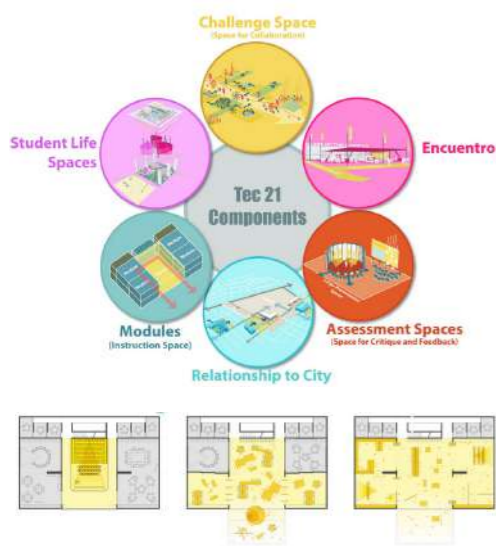 Challenge Space
(Space for Collaboration)
Student Life
Spaces
Encuentro
Tec 21
Components
Modules
(Instruction Space)
Assessment Spaces
(Space for Critique and Feedback)
Relationship to City